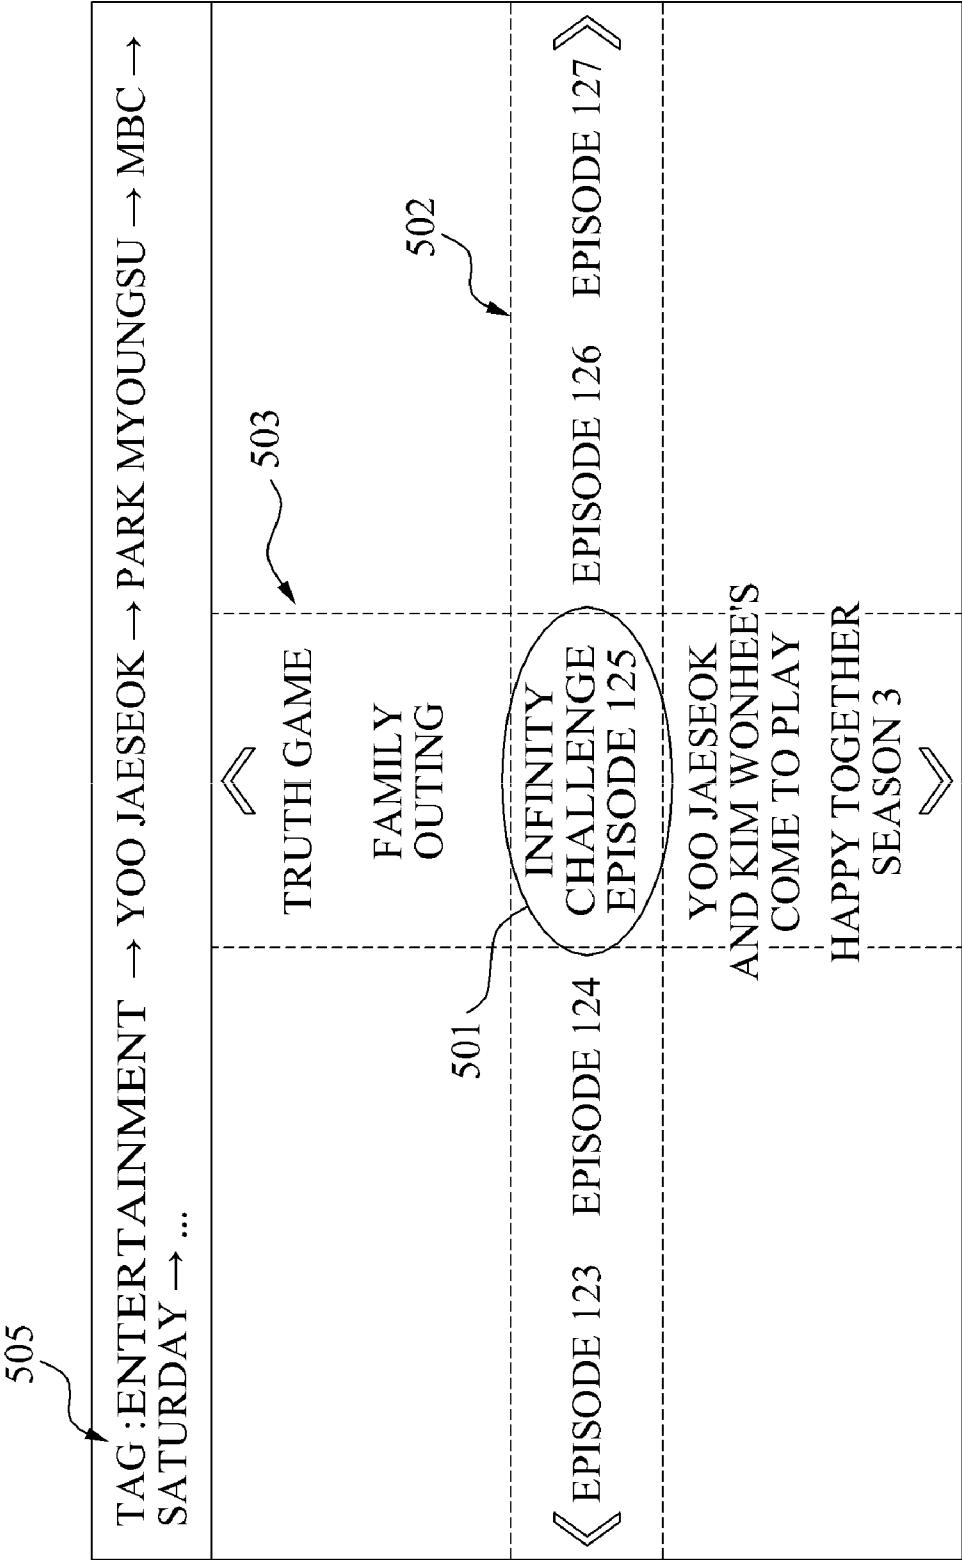 505
TAG :ENTERTAINMENT → YOO JAESEOK → PARK MYOUNGSU → MBC →
SATURDAY → ...
503
TRUTH GAME
FAMILY
OUTING
502
501
EPISODE 123
EPISODE 124
INFINITY
CHALLENGE
EPISODE 125
EPISODE 126
EPISODE 127
YOO JAESEOK
AND KIM WONHEE'S
COME TO PLAY
HAPPY TOGETHER
SEASON 3